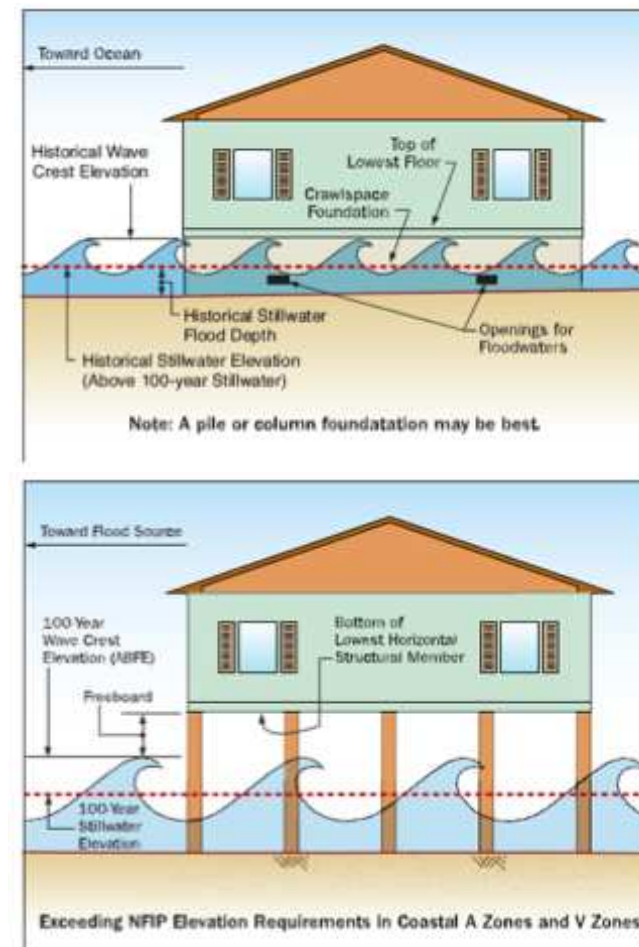 Toward Ocean
Historical Wave
Crest Elevation
Top of
Lowest Floor
Crawlspace
Foundation
Historical Stillwater
Flood Depth
Openings for
Floodwaters
Historical Stillwater Elevation
(Above 100-year Stillwater)
Note: A pile or column foundatation may be best.
Toward Flood Source
100-Year
Wave Crest
Elevation (ABFE)
Bottom of
Lowest Horizontal
Structural Member
Freeboard
100-Year
Stillwater
Elevation
Exceeding NFIP Elevation Requirements in Coastal A Zones and V Zones